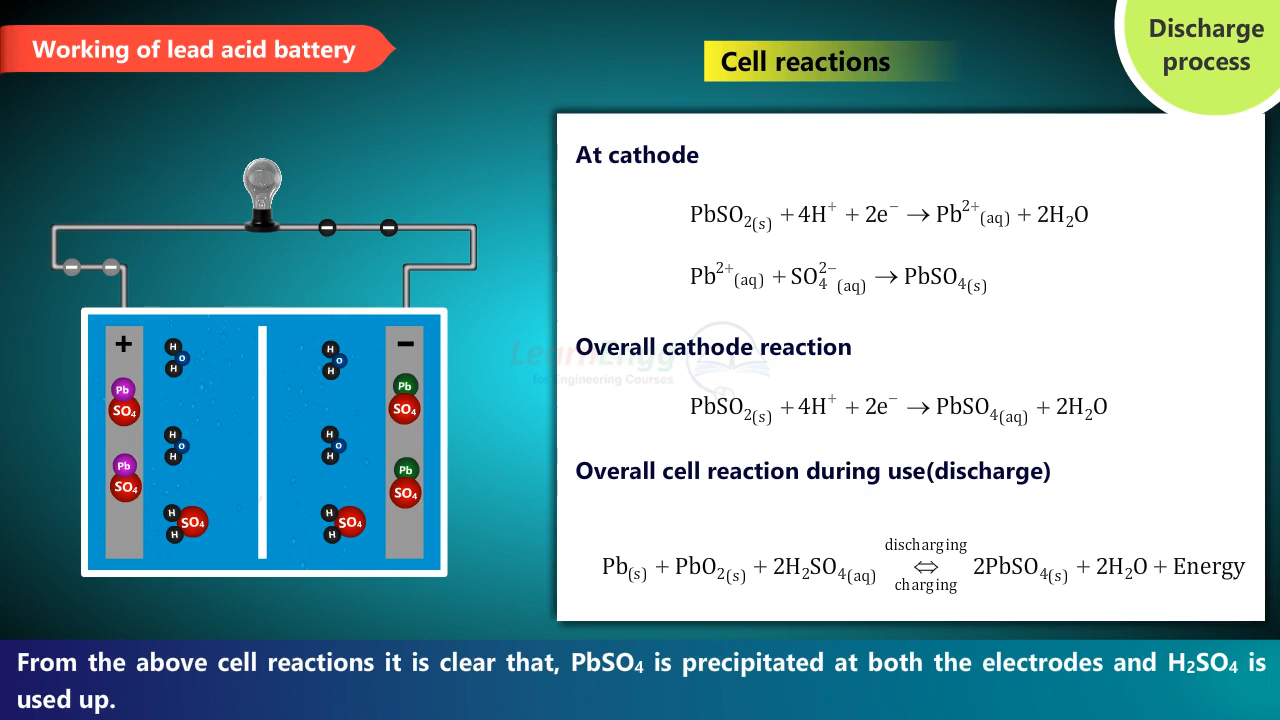 Working of lead acid battery
Discharge
process
Cell reactions
At cathode
PbSO₂(s) + 4H⁺ + 2e⁻ → Pb²⁺(aq) + 2H₂O
Pb²⁺(aq) + SO₄²⁻(aq) → PbSO₄(s)
Overall cathode reaction
PbSO₂(s) + 4H⁺ + 2e⁻ → PbSO₄(aq) + 2H₂O
Overall cell reaction during use(discharge)
discharging
Pb(s) + PbO₂(s) + 2H₂SO₄(aq) ⇔ 2PbSO₄(s) + 2H₂O + Energy
charging
LearnEngg
for Engineering Courses
+
−
Pb
SO₄
Pb
SO₄
H
O
H
H
O
H
H
SO₄
H
H
O
H
H
O
H
H
SO₄
H
Pb
SO₄
Pb
SO₄
From the above cell reactions it is clear that, PbSO₄ is precipitated at both the electrodes and H₂SO₄ is
used up.